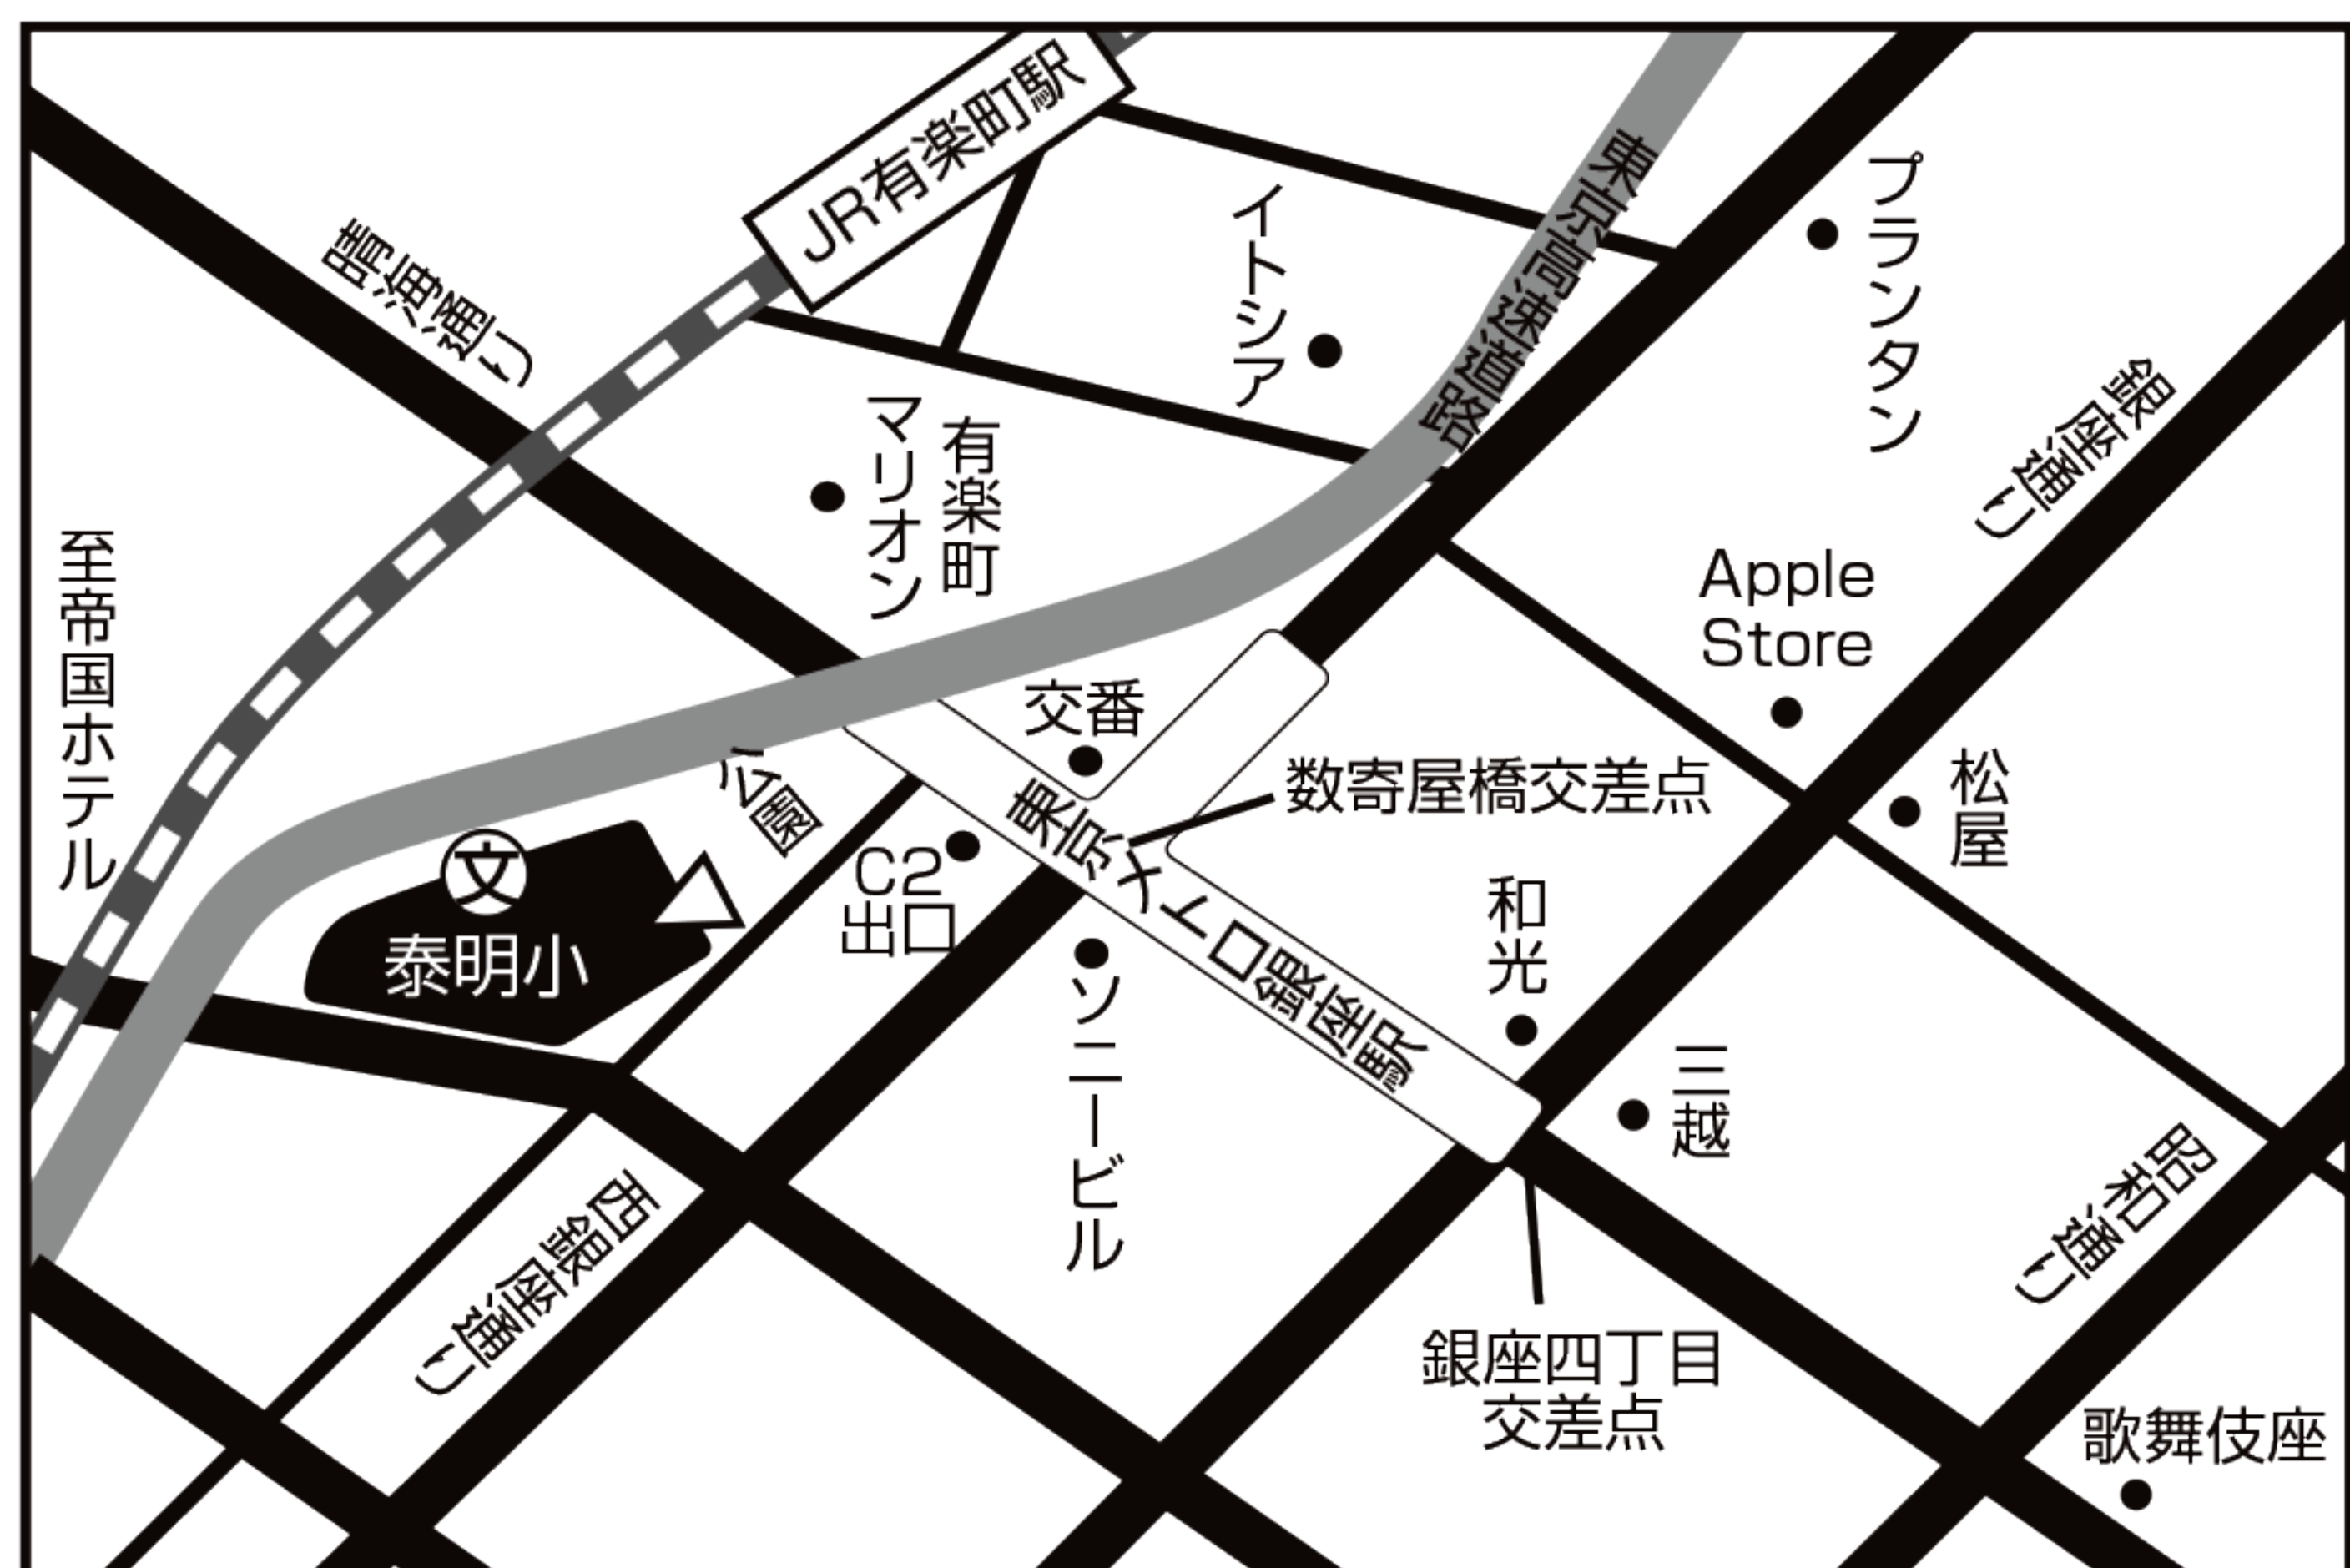 JR有楽町駅
東京高速道路
プランタン
イトシア
晴海通り
有楽町
マリオン
銀座通り
至帝国ホテル
Apple
Store
交番
数寄屋橋交差点
公園
松屋
文
泰明小
C2
出口
東京メトロ銀座駅
和光
ソニービル
三越
西銀座通り
昭和通り
銀座四丁目
交差点
歌舞伎座